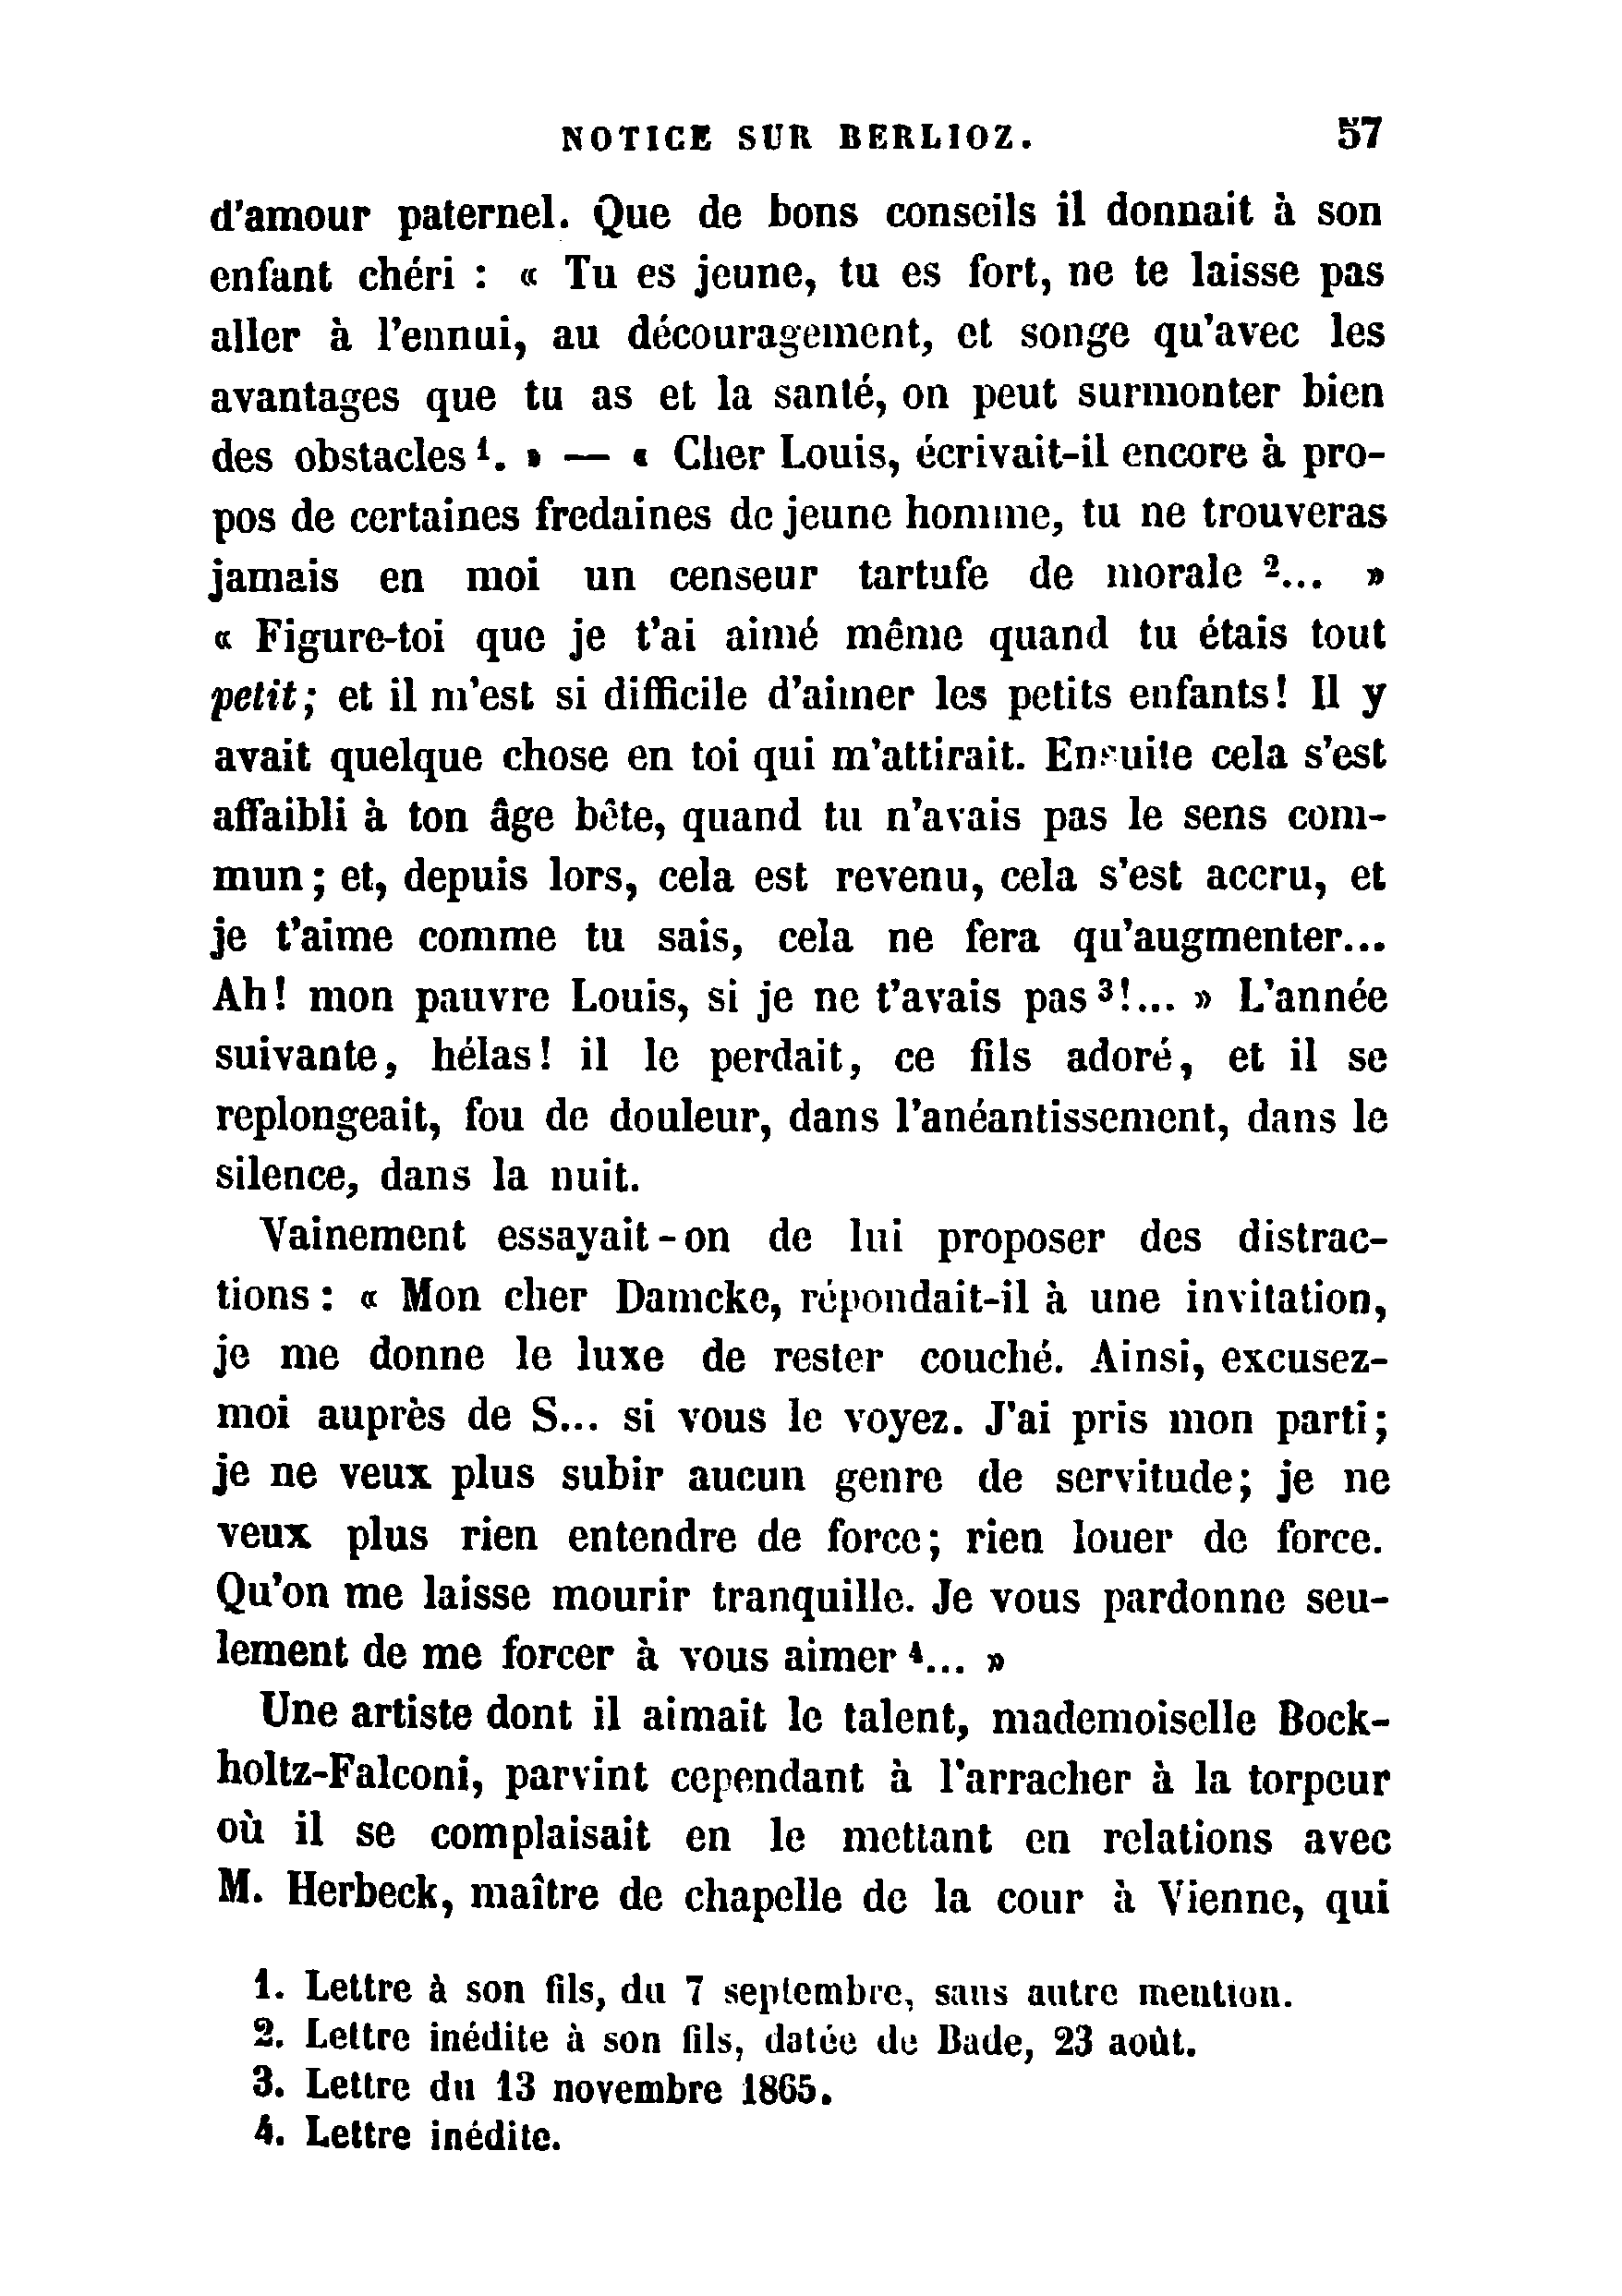 NOTICE SUR BERLIOZ. 57
d'amour paternel. Que de bons conseils il donnait à son
enfant chéri : « Tu es jeune, tu es fort, ne te laisse pas
aller à l'ennui, au découragement, et songe qu'avec les
avantages que tu as et la santé, on peut surmonter bien
des obstacles ¹. » — « Cher Louis, écrivait-il encore à pro-
pos de certaines fredaines de jeune homme, tu ne trouveras
jamais en moi un censeur tartufe de morale ²... »
« Figure-toi que je t'ai aimé même quand tu étais tout
petit; et il m'est si difficile d'aimer les petits enfants! Il y
avait quelque chose en toi qui m'attirait. Ensuite cela s'est
affaibli à ton âge bête, quand tu n'avais pas le sens com-
mun; et, depuis lors, cela est revenu, cela s'est accru, et
je t'aime comme tu sais, cela ne fera qu'augmenter...
Ah! mon pauvre Louis, si je ne t'avais pas ³!... » L'année
suivante, hélas! il le perdait, ce fils adoré, et il se
replongeait, fou de douleur, dans l'anéantissement, dans le
silence, dans la nuit.
Vainement essayait-on de lui proposer des distrac-
tions : « Mon cher Damcke, répondait-il à une invitation,
je me donne le luxe de rester couché. Ainsi, excusez-
moi auprès de S... si vous le voyez. J'ai pris mon parti;
je ne veux plus subir aucun genre de servitude; je ne
veux plus rien entendre de force; rien louer de force.
Qu'on me laisse mourir tranquille. Je vous pardonne seu-
lement de me forcer à vous aimer ⁴... »
Une artiste dont il aimait le talent, mademoiselle Bock-
holtz-Falconi, parvint cependant à l'arracher à la torpeur
où il se complaisait en le mettant en relations avec
M. Herbeck, maître de chapelle de la cour à Vienne, qui
1. Lettre à son fils, du 7 septembre, sans autre mention.
2. Lettre inédite à son fils, datée de Bade, 23 août.
3. Lettre du 13 novembre 1865.
4. Lettre inédite.